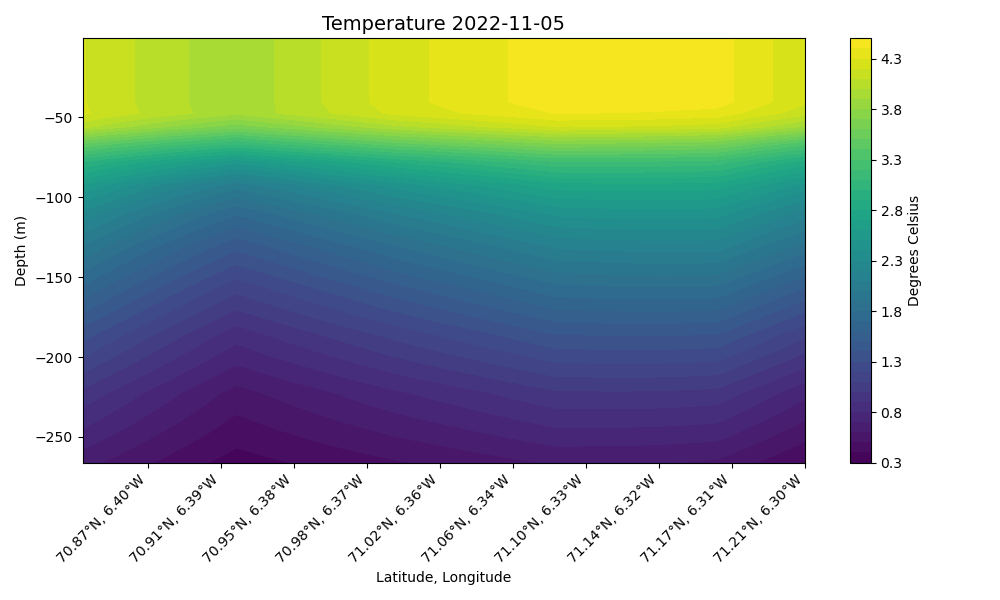 Temperature 2022-11-05
Depth (m)
−50
−100
−150
−200
−250
70.87°N, 6.40°W
70.91°N, 6.39°W
70.95°N, 6.38°W
70.98°N, 6.37°W
71.02°N, 6.36°W
71.06°N, 6.34°W
71.10°N, 6.33°W
71.14°N, 6.32°W
71.17°N, 6.31°W
71.21°N, 6.30°W
Latitude, Longitude
4.3
3.8
3.3
2.8
2.3
1.8
1.3
0.8
0.3
Degrees Celsius